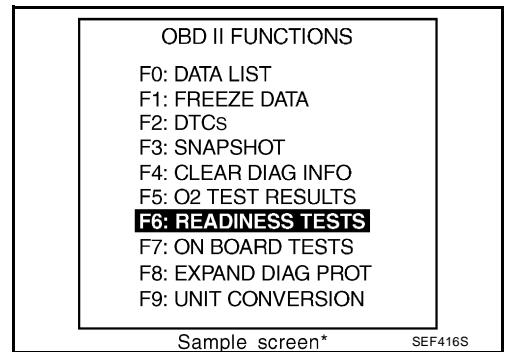 OBD II FUNCTIONS
F0: DATA LIST
F1: FREEZE DATA
F2: DTCs
F3: SNAPSHOT
F4: CLEAR DIAG INFO
F5: O2 TEST RESULTS
F6: READINESS TESTS
F7: ON BOARD TESTS
F8: EXPAND DIAG PROT
F9: UNIT CONVERSION
Sample screen* SEF416S